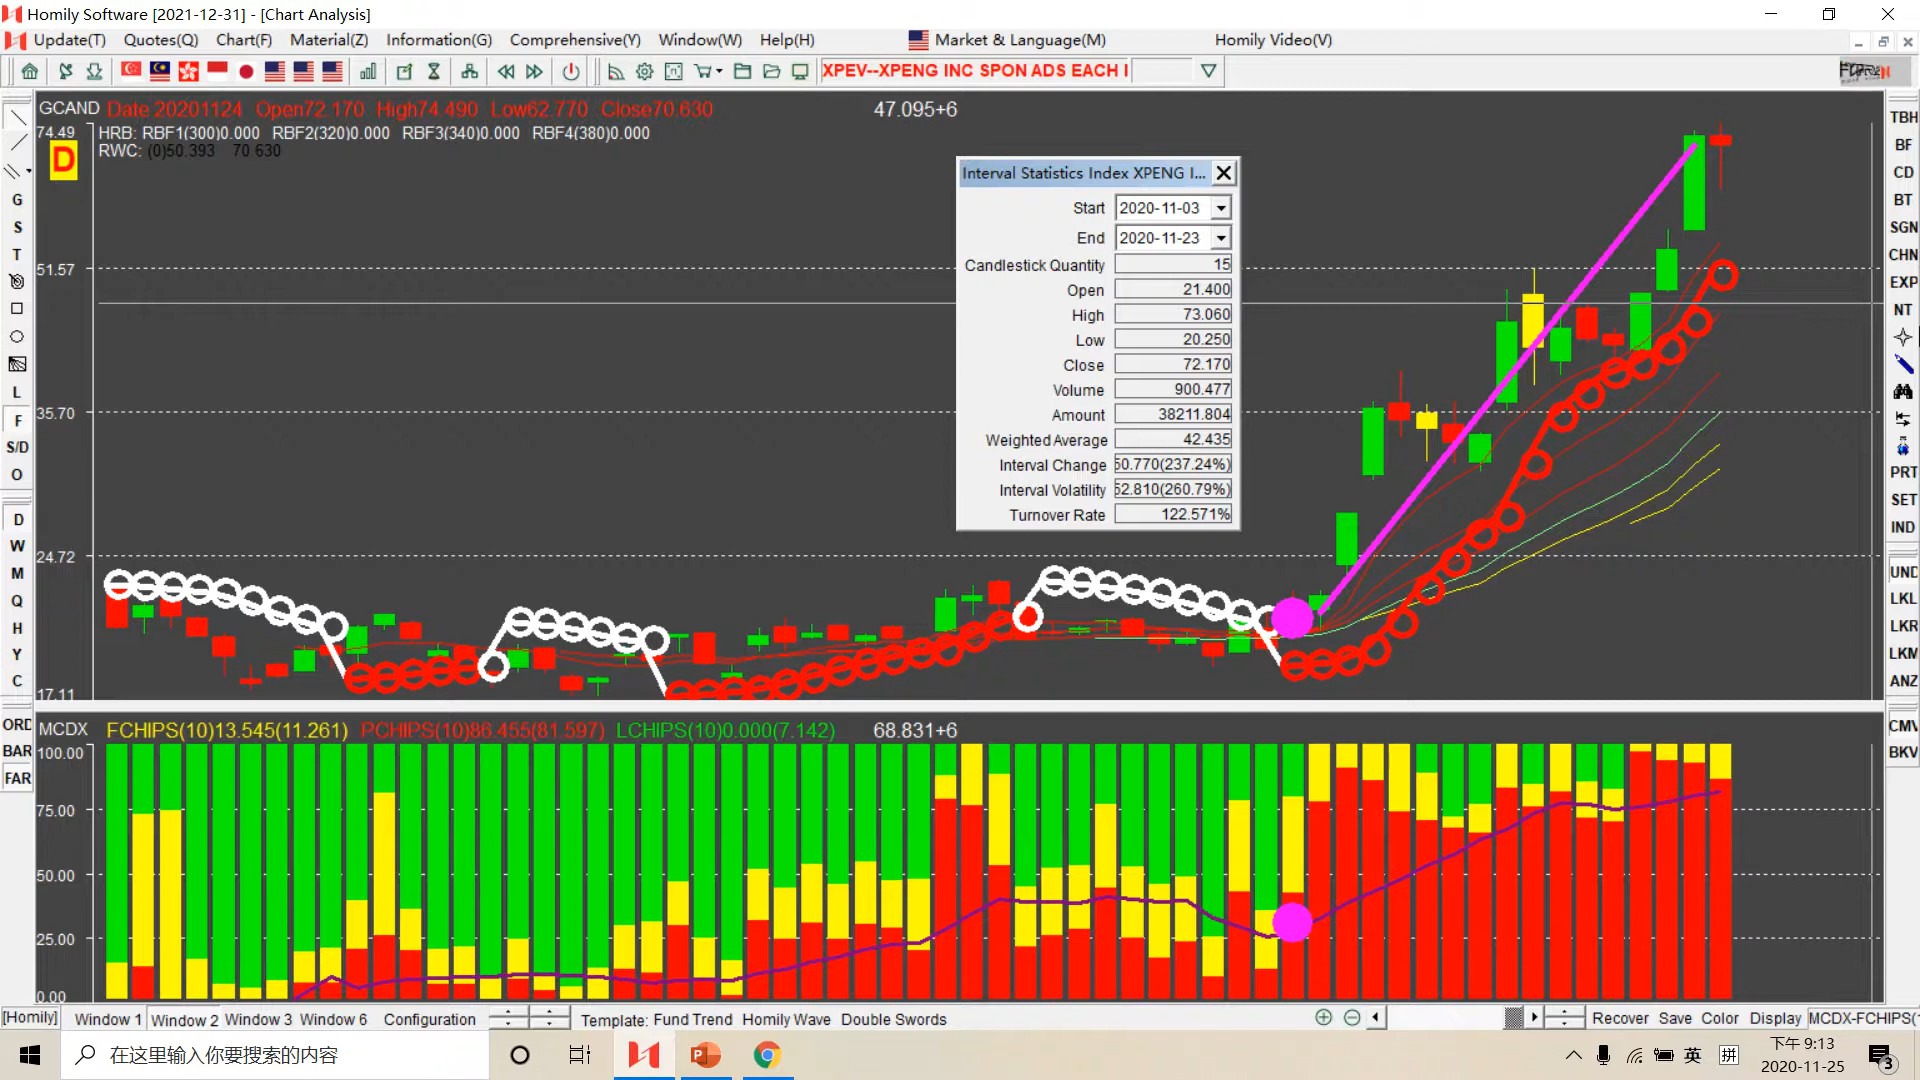 Homily Software [2021-12-31] - [Chart Analysis]
Update(T) Quotes(Q) Chart(F) Material(Z) Information(G) Comprehensive(Y) Window(W) Help(H) Market & Language(M) Homily Video(V)
XPEV--XPENG INC SPON ADS EACH I
GCAND Date 20201124 Open72.170 High74.490 Low62.770 Close70.630 47.095+6
74.49 HRB: RBF1(300)0.000 RBF2(320)0.000 RBF3(340)0.000 RBF4(380)0.000
RWC: (0)50.393 70 630
D
Interval Statistics Index XPENG I...
Start 2020-11-03
End 2020-11-23
Candlestick Quantity 15
Open 21.400
High 73.060
Low 20.250
Close 72.170
Volume 900.477
Amount 38211.804
Weighted Average 42.435
Interval Change 50.770(237.24%)
Interval Volatility 52.810(260.79%)
Turnover Rate 122.571%
51.57
35.70
24.72
17.11
G
S
T
L
F
S/D
O
D
W
M
Q
H
Y
C
ORD
BAR
FAR
TBH
BF
CD
BT
SGN
CHN
EXP
NT
PRT
SET
IND
UND
LKL
LKR
LKM
ANZ
CMV
BKV
MCDX FCHIPS(10)13.545(11.261) PCHIPS(10)86.455(81.597) LCHIPS(10)0.000(7.142) 68.831+6
100.00
75.00
50.00
25.00
0.00
[Homily] Window 1 Window 2 Window 3 Window 6 Configuration Template: Fund Trend Homily Wave Double Swords Recover Save Color Display MCDX-FCHIPS(1
在这里输入你要搜索的内容
英 拼
下午 9:13
2020-11-25
3